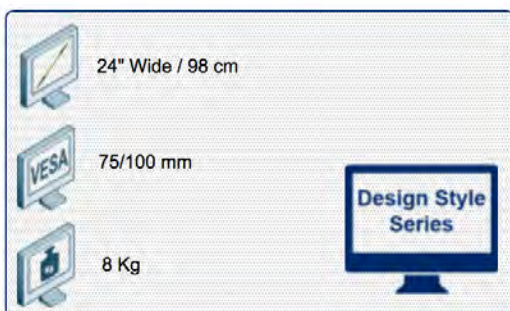 24" Wide / 98 cm
VESA
75/100 mm
Design Style
Series
8 Kg